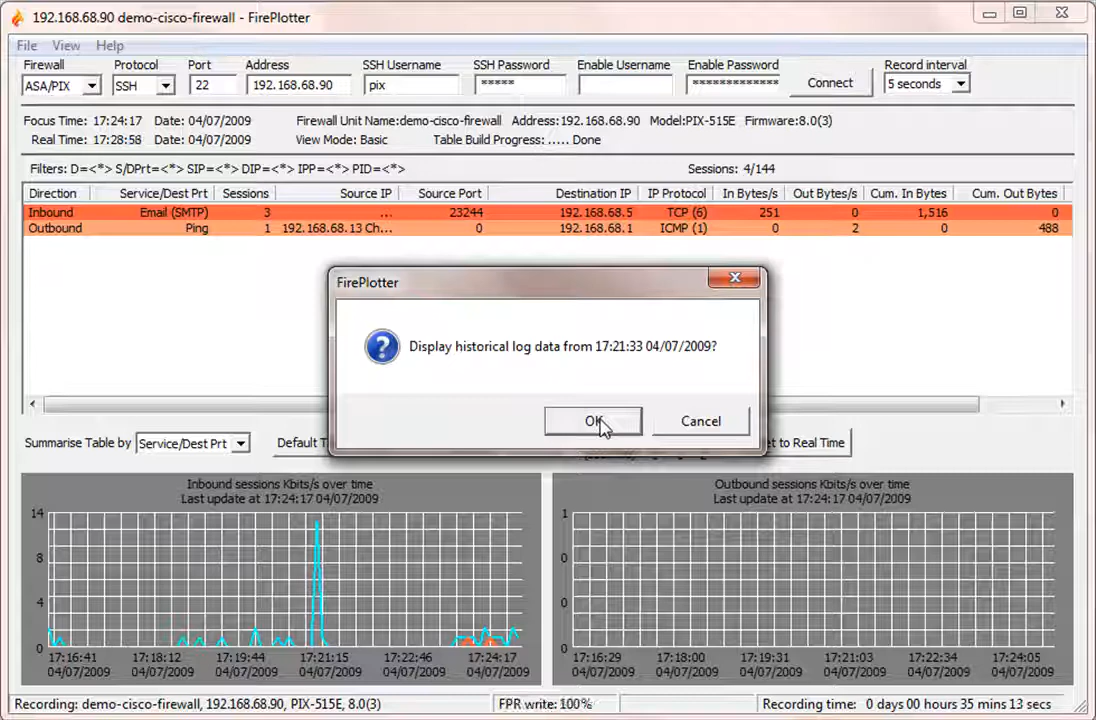 192.168.68.90 demo-cisco-firewall - FirePlotter
File View Help
Firewall Protocol Port Address SSH Username SSH Password Enable Username Enable Password Record interval
ASA/PIX SSH 22 192.168.68.90 pix ***** ************* Connect 5 seconds
Focus Time: 17:24:17 Date: 04/07/2009 Firewall Unit Name:demo-cisco-firewall Address:192.168.68.90 Model:PIX-515E Firmware:8.0(3)
Real Time: 17:28:58 Date: 04/07/2009 View Mode: Basic Table Build Progress: ..... Done
Filters: D=<*> S/DPrt=<*> SIP=<*> DIP=<*> IPP=<*> PID=<*> Sessions: 4/144
Direction Service/Dest Prt Sessions Source IP Source Port Destination IP IP Protocol In Bytes/s Out Bytes/s Cum. In Bytes Cum. Out Bytes
Inbound Email (SMTP) 3 ... 23244 192.168.68.5 TCP (6) 251 0 1,516 0
Outbound Ping 1 192.168.68.13 Ch... 0 192.168.68.1 ICMP (1) 0 2 0 488
FirePlotter
Display historical log data from 17:21:33 04/07/2009?
OK Cancel
Summarise Table by Service/Dest Prt Default T et to Real Time
Inbound sessions Kbits/s over time
Last update at 17:24:17 04/07/2009
14
8
4
0
17:16:41 17:18:12 17:19:44 17:21:15 17:22:46 17:24:17
04/07/2009 04/07/2009 04/07/2009 04/07/2009 04/07/2009 04/07/2009
Outbound sessions Kbits/s over time
Last update at 17:24:17 04/07/2009
1
0
0
0
17:16:29 17:18:00 17:19:31 17:21:03 17:22:34 17:24:05
04/07/2009 04/07/2009 04/07/2009 04/07/2009 04/07/2009 04/07/2009
Recording: demo-cisco-firewall, 192.168.68.90, PIX-515E, 8.0(3) FPR write: 100% Recording time: 0 days 00 hours 35 mins 13 secs